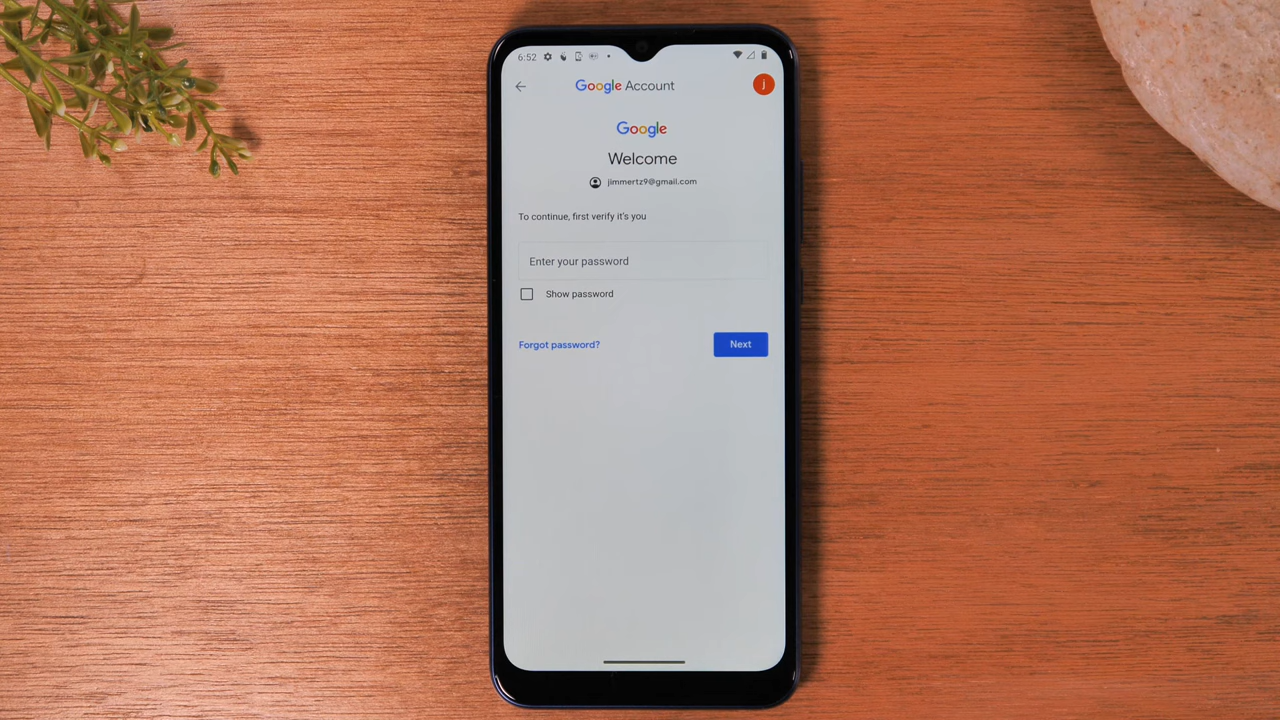 6:52
Google Account
j
Google
Welcome
jimmertz9@gmail.com
To continue, first verify it's you
Enter your password
Show password
Forgot password?
Next